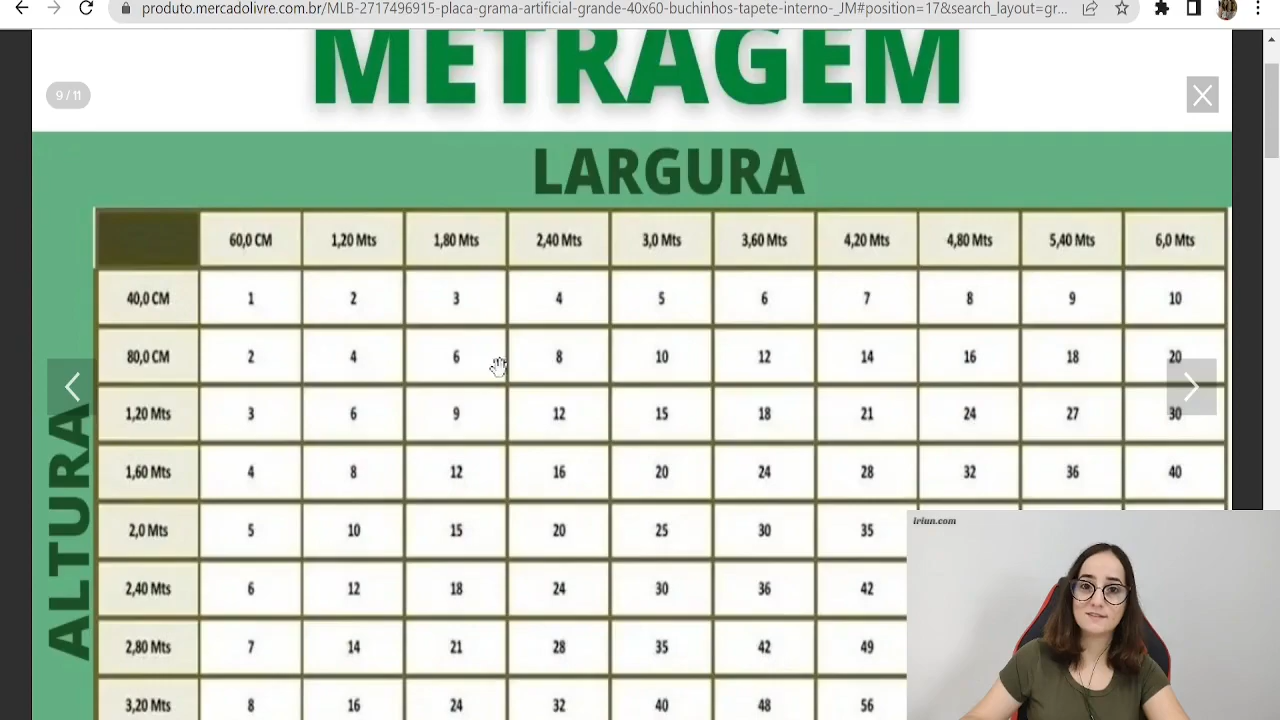 produto.mercadolivre.com.br/MLB-2717496915-placa-grama-artificial-grande-40x60-buchinhos-tapete-interno-_JM#position=17&search_layout=gr...
METRAGEM
9 / 11
LARGURA
60,0 CM 1,20 Mts 1,80 Mts 2,40 Mts 3,0 Mts 3,60 Mts 4,20 Mts 4,80 Mts 5,40 Mts 6,0 Mts
40,0 CM 1 2 3 4 5 6 7 8 9 10
80,0 CM 2 4 6 8 10 12 14 16 18 20
1,20 Mts 3 6 9 12 15 18 21 24 27 30
1,60 Mts 4 8 12 16 20 24 28 32 36 40
2,0 Mts 5 10 15 20 25 30 35
2,40 Mts 6 12 18 24 30 36 42
2,80 Mts 7 14 21 28 35 42 49
3,20 Mts 8 16 24 32 40 48 56
ALTURA
iriun.com